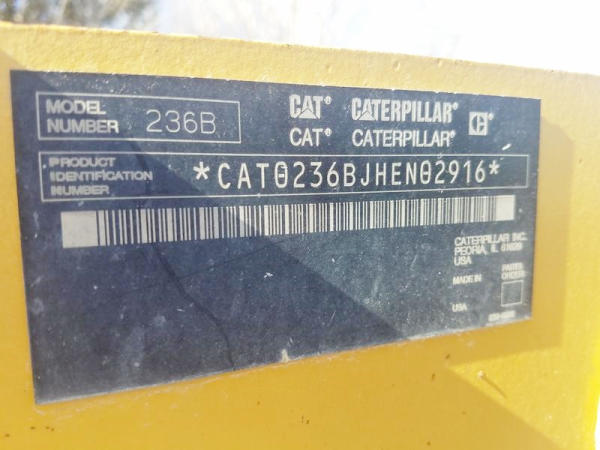 MODEL
NUMBER 236B
CAT® CATERPILLAR® C
CAT® CATERPILLAR®
PRODUCT
IDENTIFICATION
NUMBER
*CAT0236BJHEN02916*
CATERPILLAR INC.
PEORIA, IL 61629
USA
MADE IN
USA